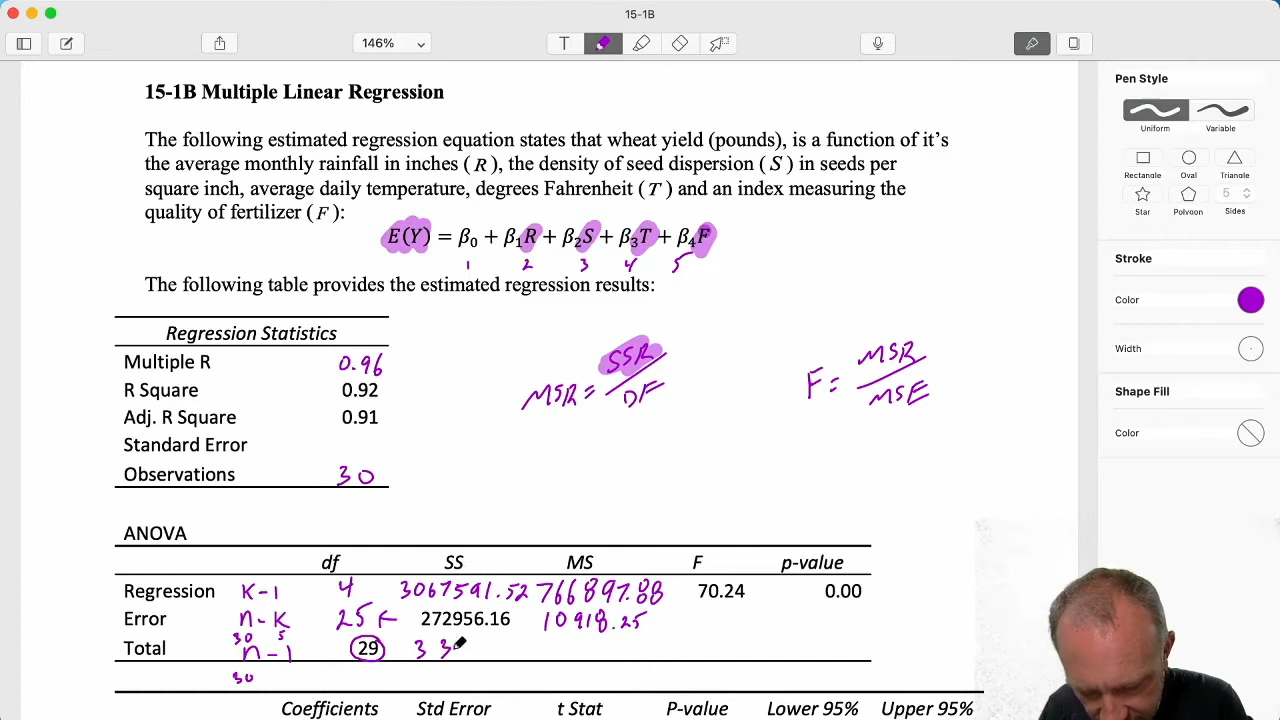 15-1B
146%
T
Pen Style
Uniform Variable
Rectangle Oval Triangle
Star Polygon 5 Sides
Stroke
Color
Width
Shape Fill
Color
15-1B Multiple Linear Regression
The following estimated regression equation states that wheat yield (pounds), is a function of it's
the average monthly rainfall in inches ( R ), the density of seed dispersion ( S ) in seeds per
square inch, average daily temperature, degrees Fahrenheit ( T ) and an index measuring the
quality of fertilizer ( F ):
E(Y) = β₀ + β₁R + β₂S + β₃T + β₄F
1 2 3 4 5
The following table provides the estimated regression results:
Regression Statistics
Multiple R 0.96
R Square 0.92
Adj. R Square 0.91
Standard Error
Observations 30
MSR = SSR / DF
F = MSR / MSE
ANOVA
df SS MS F p-value
Regression K-1 4 3067591.52 766897.88 70.24 0.00
Error n-K 25 272956.16 10918.25
30 5
Total n-1 29 3 3
30
Coefficients Std Error t Stat P-value Lower 95% Upper 95%